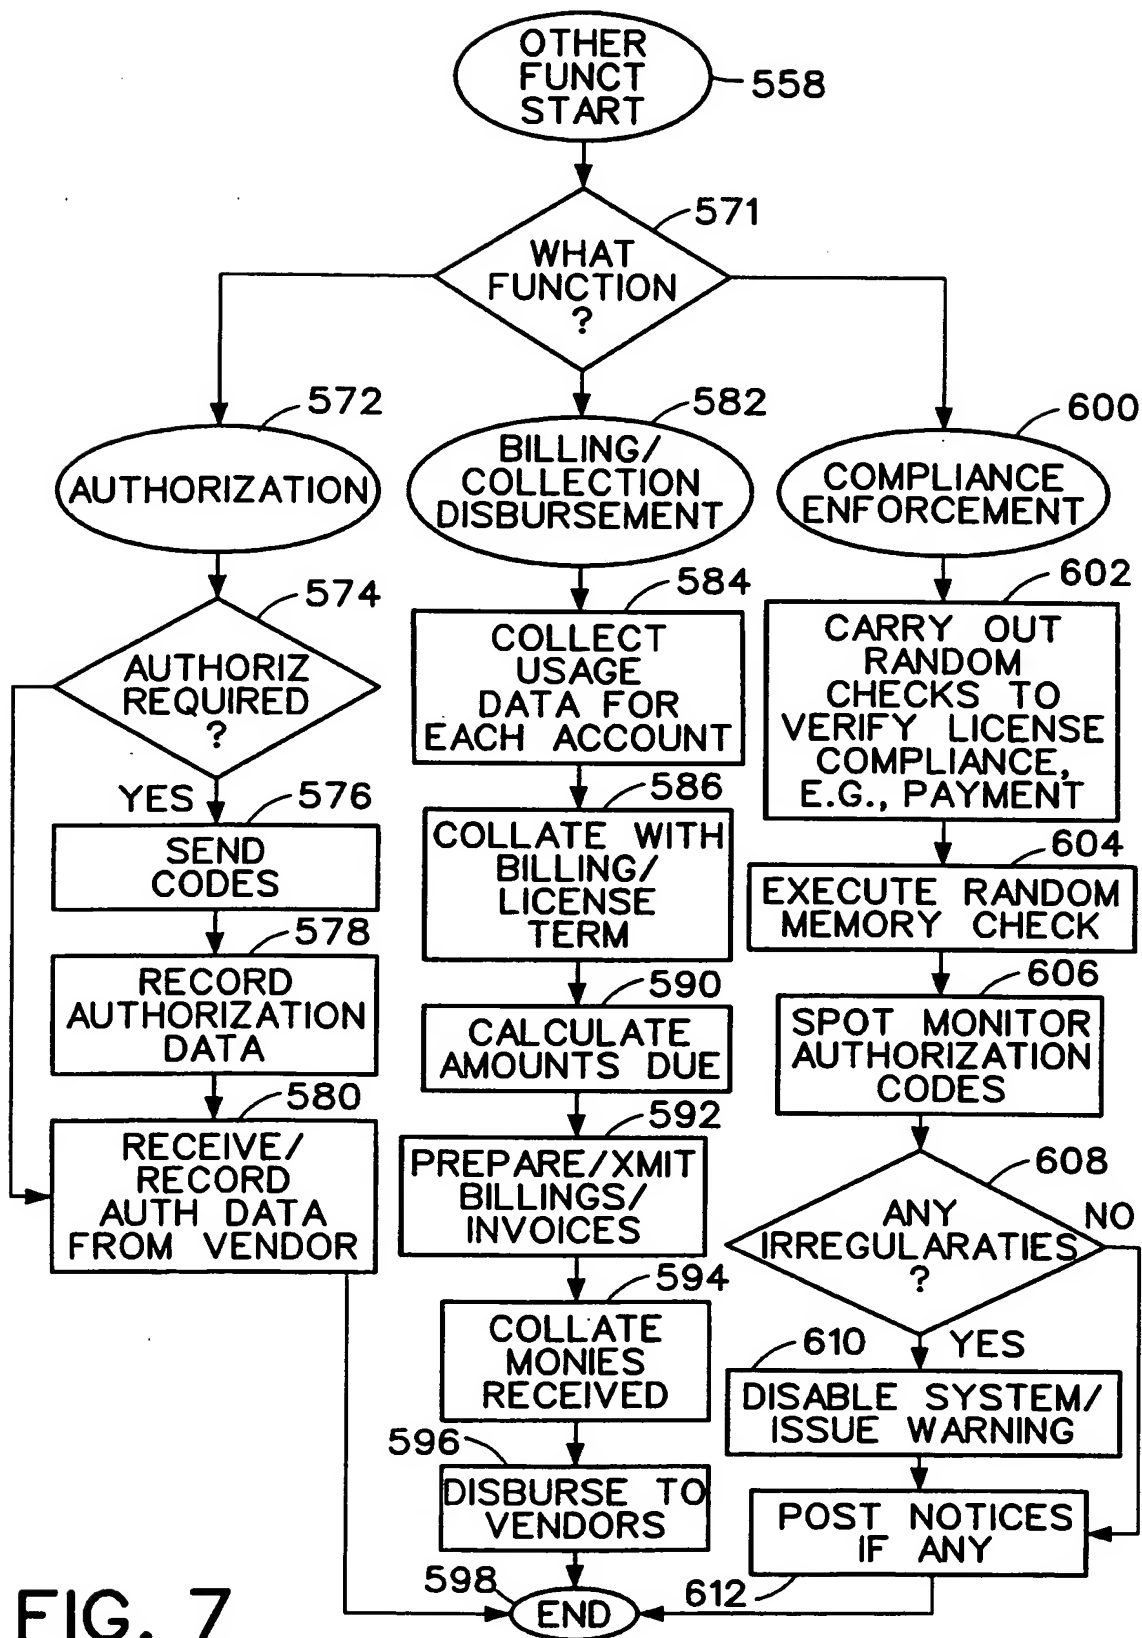 OTHER
FUNCT
START
558
571
WHAT
FUNCTION
?
572
AUTHORIZATION
574
AUTHORIZ
REQUIRED
?
YES
576
SEND
CODES
578
RECORD
AUTHORIZATION
DATA
580
RECEIVE/
RECORD
AUTH DATA
FROM VENDOR
582
BILLING/
COLLECTION
DISBURSEMENT
584
COLLECT
USAGE
DATA FOR
EACH ACCOUNT
586
COLLATE WITH
BILLING/
LICENSE
TERM
590
CALCULATE
AMOUNTS DUE
592
PREPARE/XMIT
BILLINGS/
INVOICES
594
COLLATE
MONIES
RECEIVED
596
DISBURSE TO
VENDORS
598
END
600
COMPLIANCE
ENFORCEMENT
602
CARRY OUT
RANDOM
CHECKS TO
VERIFY LICENSE
COMPLIANCE,
E.G., PAYMENT
604
EXECUTE RANDOM
MEMORY CHECK
606
SPOT MONITOR
AUTHORIZATION
CODES
608
ANY
IRREGULARATIES
?
NO
YES
610
DISABLE SYSTEM/
ISSUE WARNING
POST NOTICES
IF ANY
612
FIG. 7